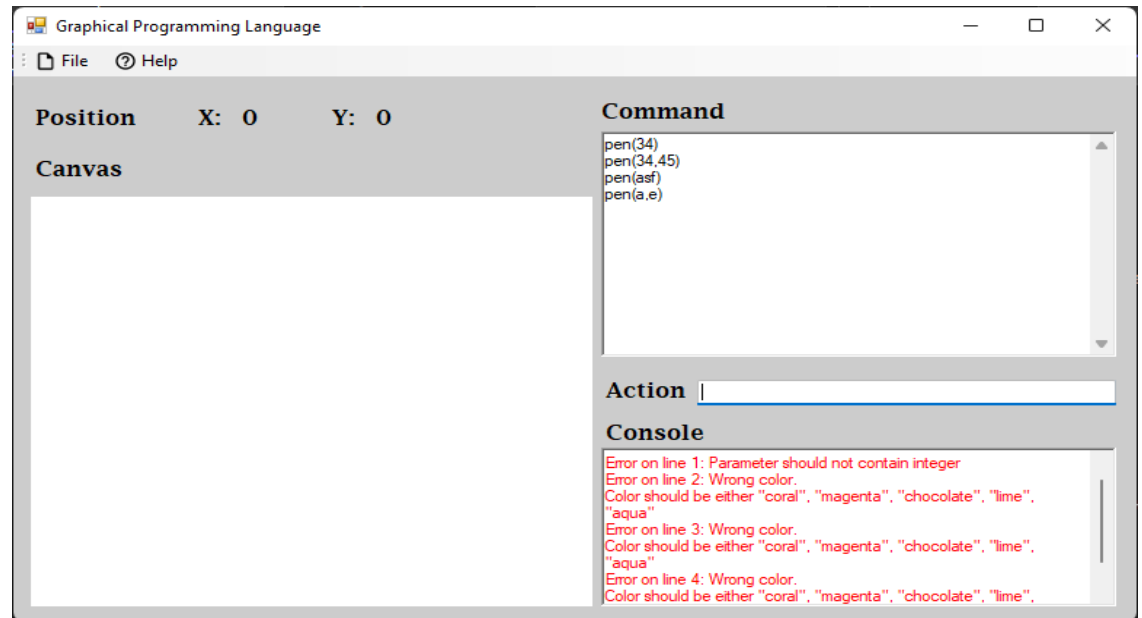 Graphical Programming Language
File Help
Position X: 0 Y: 0
Canvas
Command
pen(34)
pen(34,45)
pen(asf)
pen(a,e)
Action
Console
Error on line 1: Parameter should not contain integer
Error on line 2: Wrong color.
Color should be either "coral", "magenta", "chocolate", "lime",
"aqua"
Error on line 3: Wrong color.
Color should be either "coral", "magenta", "chocolate", "lime",
"aqua"
Error on line 4: Wrong color.
Color should be either "coral", "magenta", "chocolate", "lime",